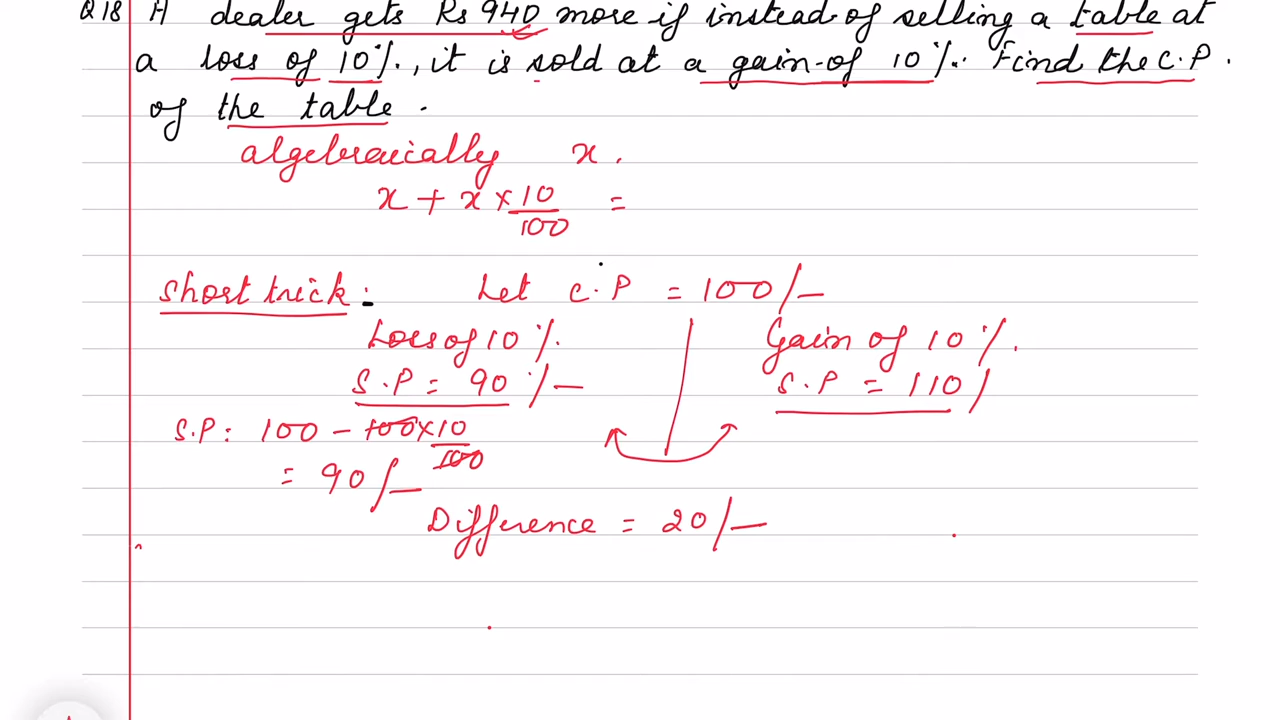 Q18 A dealer gets Rs 940 more if instead of selling a table at
a loss of 10%., it is sold at a gain of 10%. Find the C.P.
of the table.
algebraically x.
x + x × 10/100 =
Short trick: Let C.P = 100/-
Loss of 10%. Gain of 10%.
S.P = 90/- S.P = 110/
S.P: 100 - 100×10/100
= 90/-
Difference = 20/-